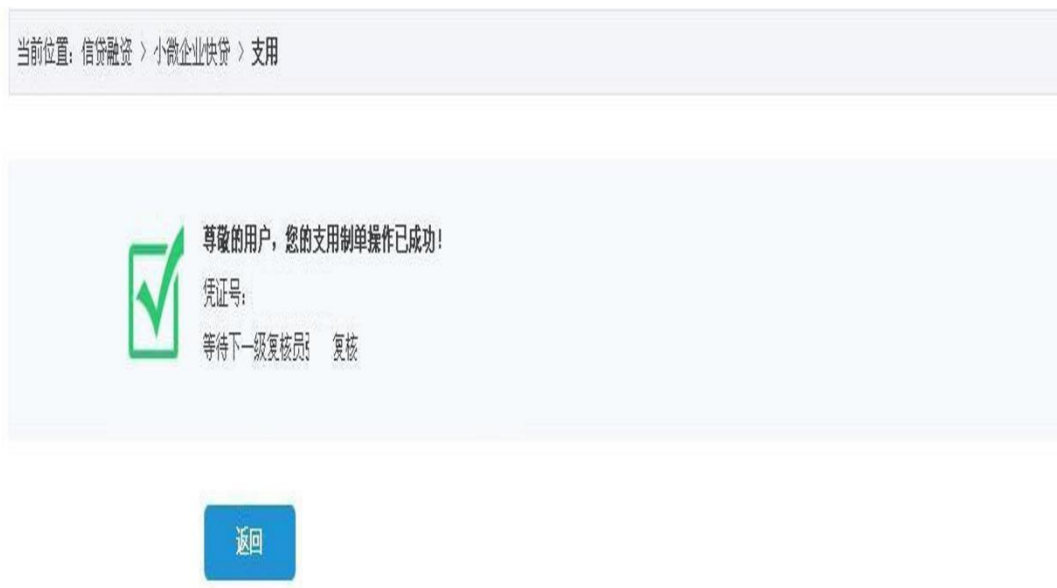 当前位置：信贷融资 > 小微企业快贷 > 支用
尊敬的用户，您的支用制单操作已成功！
凭证号：
等待下一级复核员 复核
返回